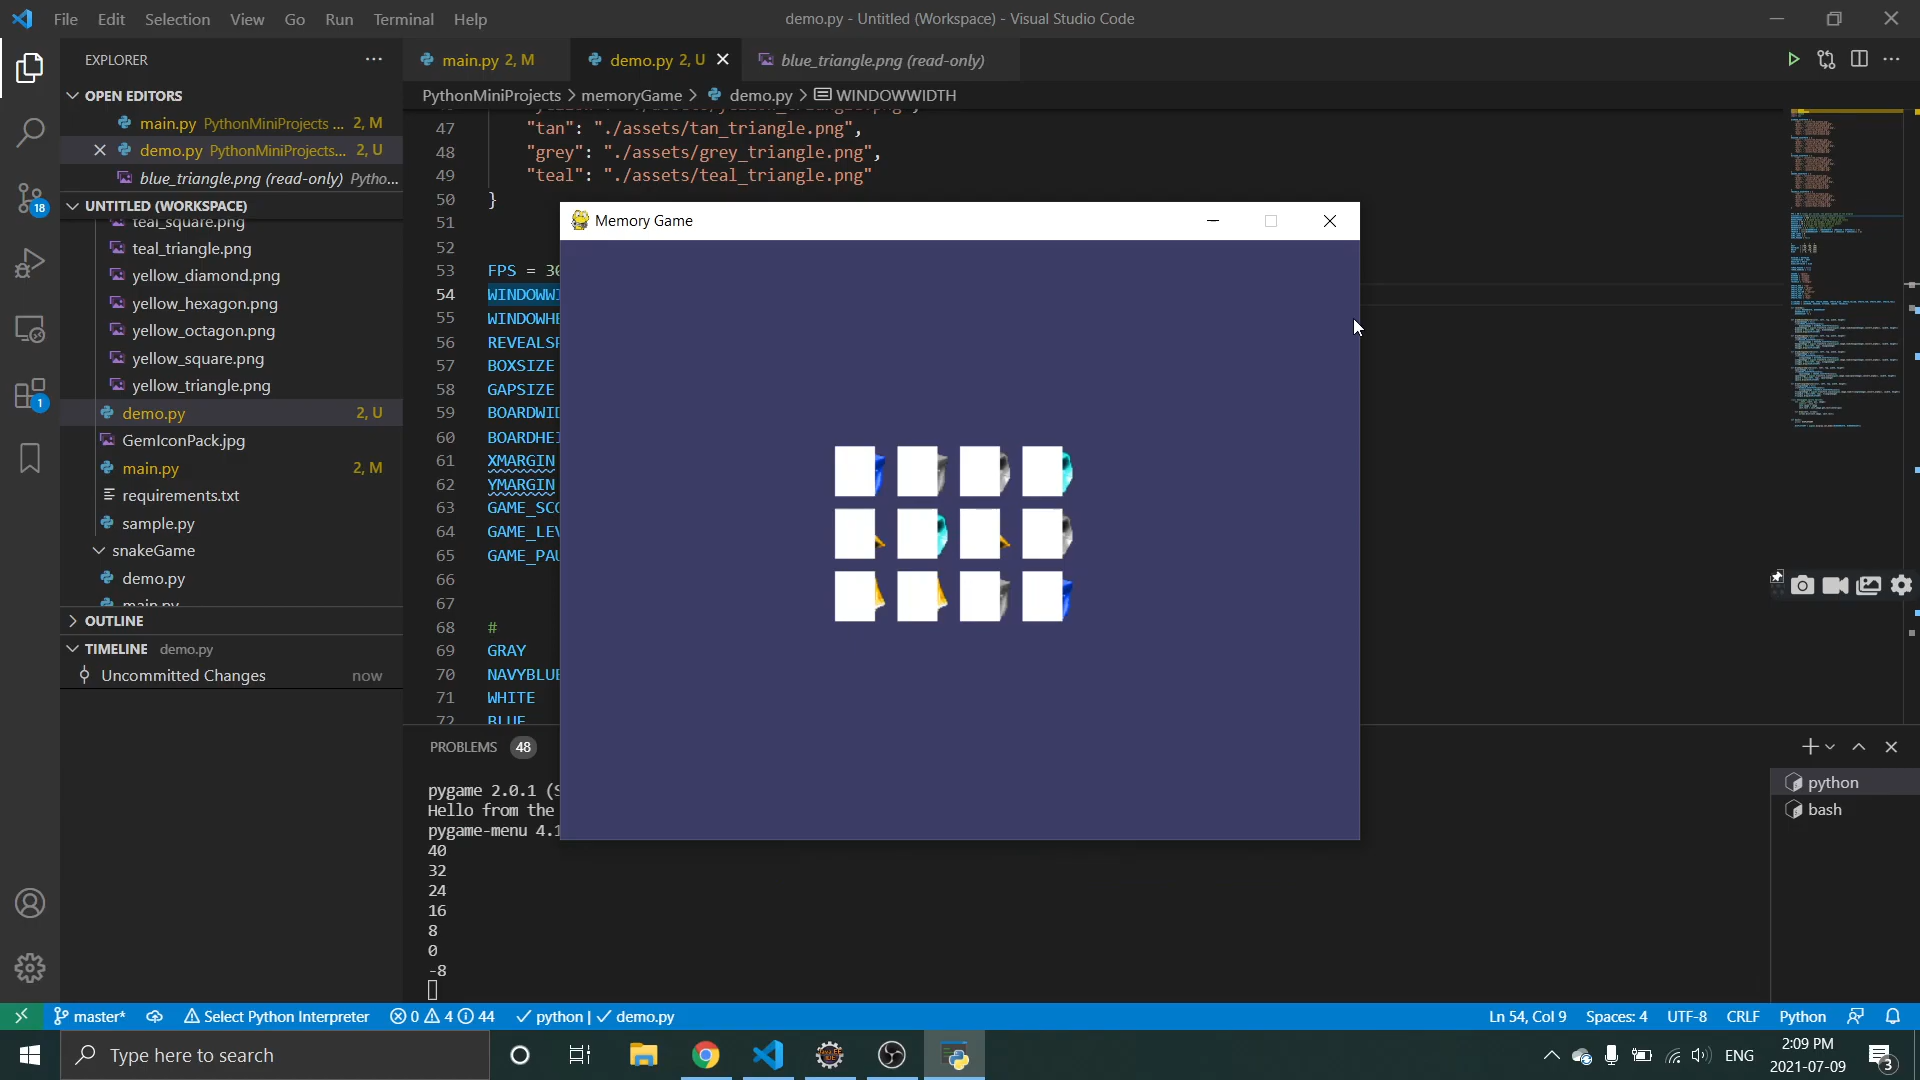 File Edit Selection View Go Run Terminal Help
demo.py - Untitled (Workspace) - Visual Studio Code
EXPLORER
OPEN EDITORS
main.py PythonMiniProjects ... 2, M
demo.py PythonMiniProjects... 2, U
blue_triangle.png (read-only) Pytho...
UNTITLED (WORKSPACE)
teal_square.png
teal_triangle.png
yellow_diamond.png
yellow_hexagon.png
yellow_octagon.png
yellow_square.png
yellow_triangle.png
demo.py 2, U
GemIconPack.jpg
main.py 2, M
requirements.txt
sample.py
snakeGame
demo.py
main.py
OUTLINE
TIMELINE demo.py
Uncommitted Changes now
18
1
main.py 2, M
demo.py 2, U
blue_triangle.png (read-only)
PythonMiniProjects > memoryGame > demo.py > WINDOWWIDTH
47 "tan": "./assets/tan_triangle.png",
48 "grey": "./assets/grey_triangle.png",
49 "teal": "./assets/teal_triangle.png"
50 }
51
52
53 FPS = 30
54 WINDOWWI
55 WINDOWHE
56 REVEALSP
57 BOXSIZE
58 GAPSIZE
59 BOARDWID
60 BOARDHEI
61 XMARGIN
62 YMARGIN
63 GAME_SCO
64 GAME_LEV
65 GAME_PAU
66
67
68 #
69 GRAY
70 NAVYBLUE
71 WHITE
72 BLUE
Memory Game
PROBLEMS 48
pygame 2.0.1 (S
Hello from the
pygame-menu 4.1
40
32
24
16
8
0
-8
python
bash
master* Select Python Interpreter 0 4 44 python | demo.py
Ln 54, Col 9 Spaces: 4 UTF-8 CRLF Python
Type here to search
ENG
2:09 PM
2021-07-09
3